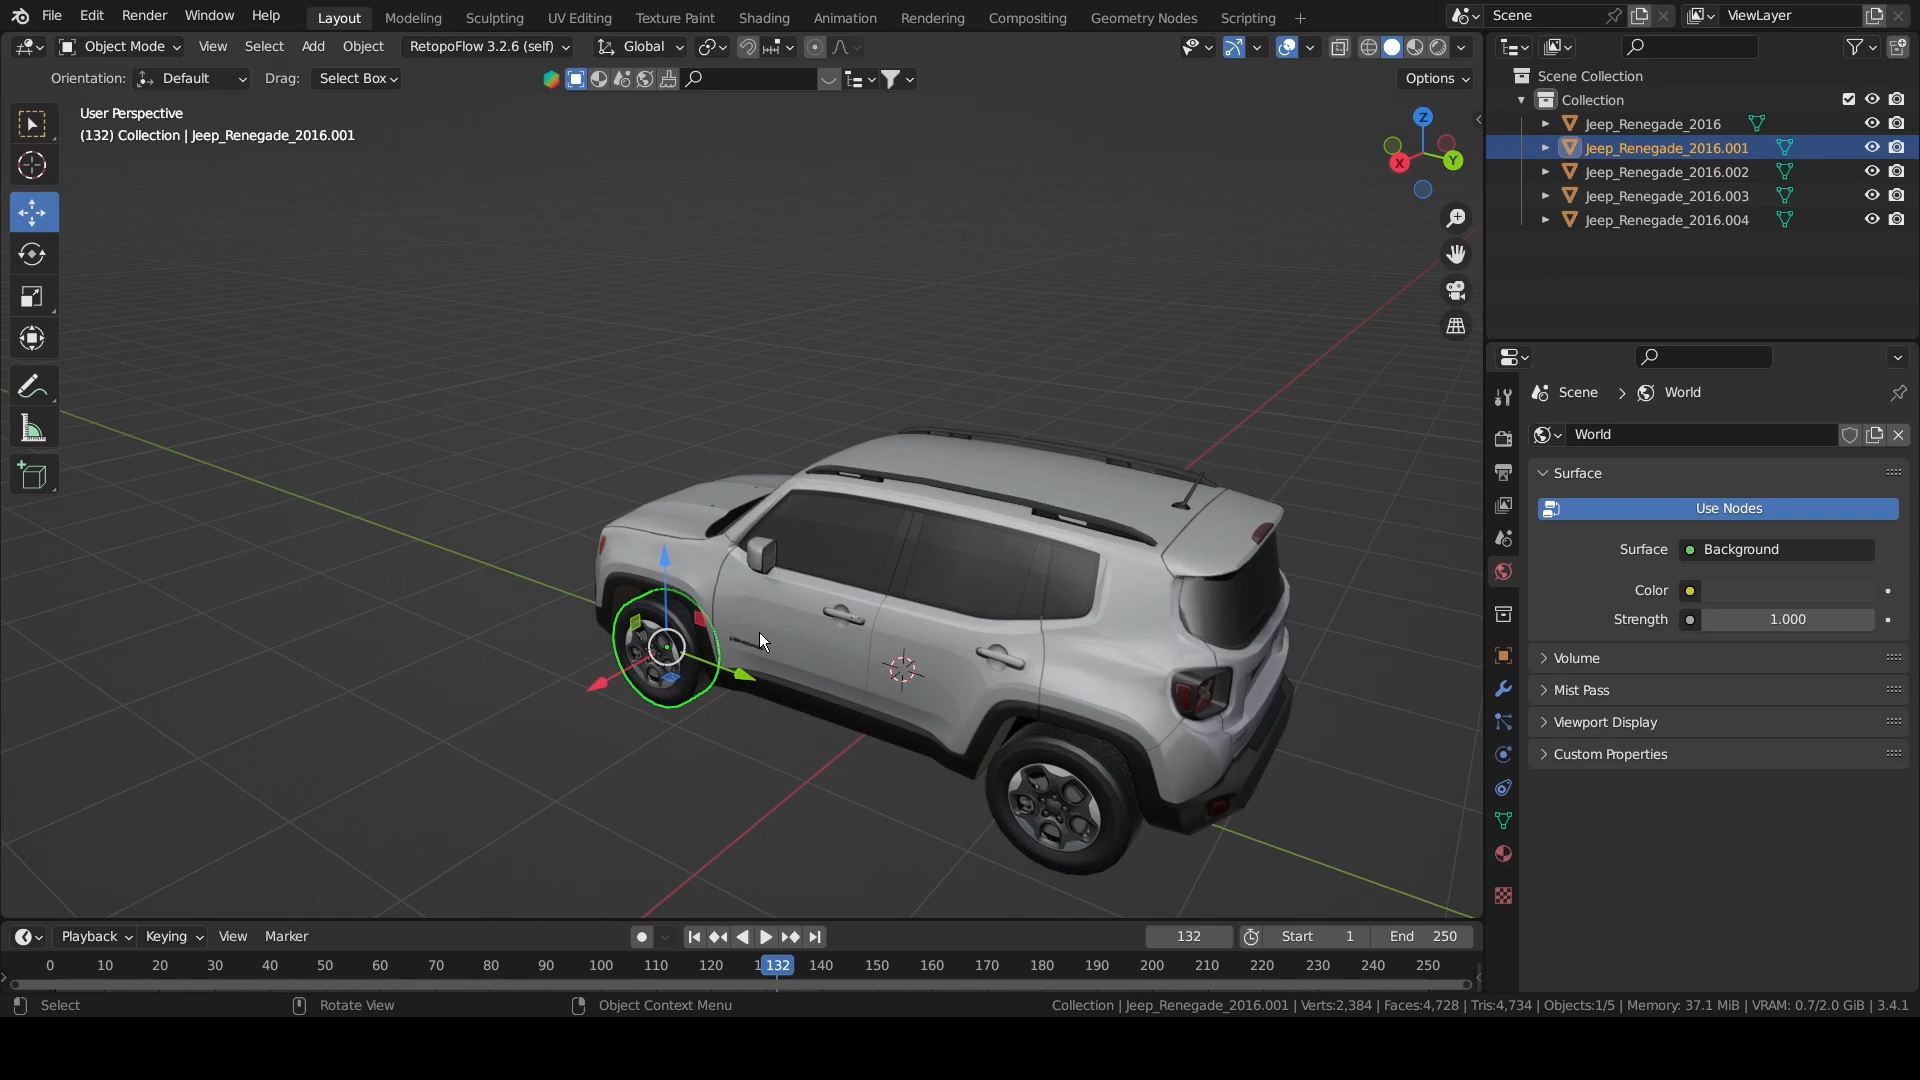 File Edit Render Window Help Layout Modeling Sculpting UV Editing Texture Paint Shading Animation Rendering Compositing Geometry Nodes Scripting + Scene ViewLayer
Object Mode View Select Add Object RetopoFlow 3.2.6 (self) Global
Orientation: Default Drag: Select Box Options
User Perspective
(132) Collection | Jeep_Renegade_2016.001
Z
X
Y
Scene Collection
Collection
Jeep_Renegade_2016
Jeep_Renegade_2016.001
Jeep_Renegade_2016.002
Jeep_Renegade_2016.003
Jeep_Renegade_2016.004
Scene > World
World
Surface
Use Nodes
Surface Background
Color
Strength 1.000
Volume
Mist Pass
Viewport Display
Custom Properties
Playback Keying View Marker 132 Start 1 End 250
0 10 20 30 40 50 60 70 80 90 100 110 120 132 140 150 160 170 180 190 200 210 220 230 240 250
Select Rotate View Object Context Menu Collection | Jeep_Renegade_2016.001 | Verts:2,384 | Faces:4,728 | Tris:4,734 | Objects:1/5 | Memory: 37.1 MiB | VRAM: 0.7/2.0 GiB | 3.4.1